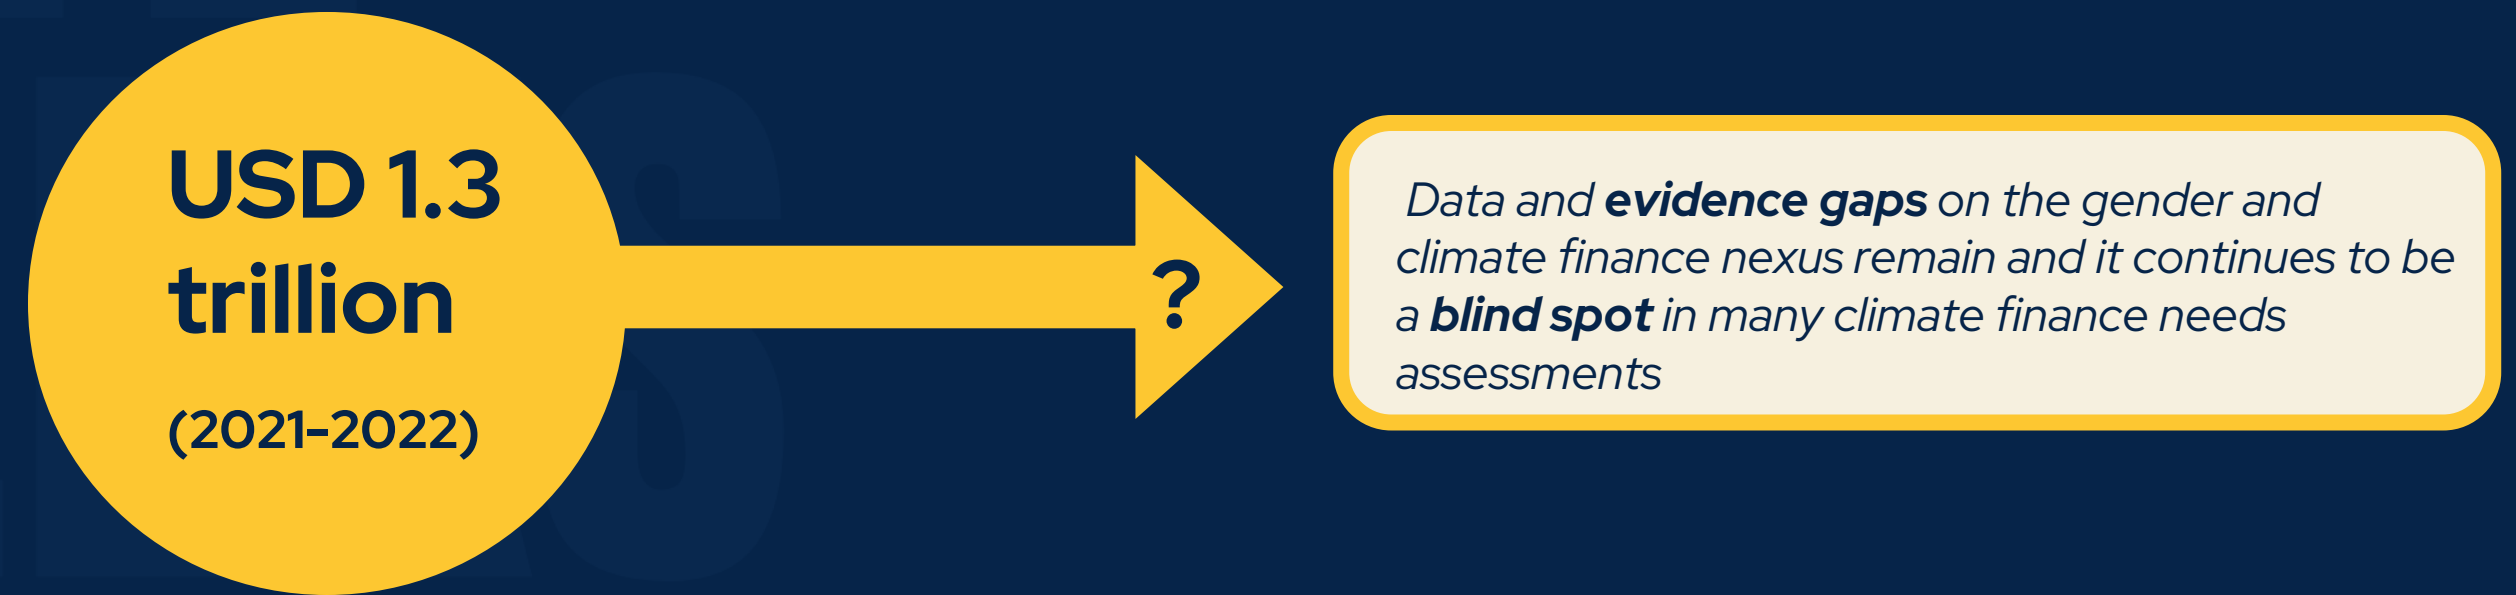 USD 1.3
trillion
(2021-2022)
?
Data and evidence gaps on the gender and
climate finance nexus remain and it continues to be
a blind spot in many climate finance needs
assessments